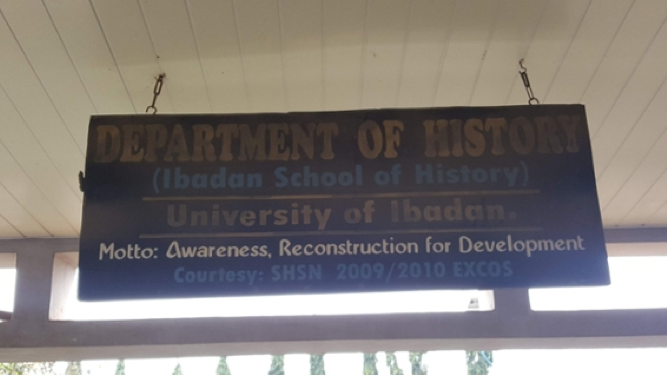 DEPARTMENT OF HISTORY
(Ibadan School of History)
University of Ibadan.
Motto: Awareness, Reconstruction for Development
Courtesy: SHSN 2009/2010 EXCOS